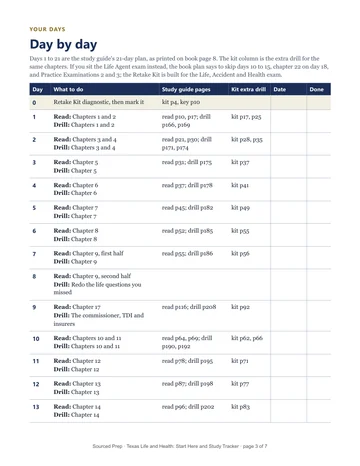 YOUR DAYS
Day by day
Days 1 to 21 are the study guide's 21-day plan, as printed on book page 8. The kit column is the extra drill for the
same chapters. If you sit the Life Agent exam instead, the book plan says to skip days 10 to 15, chapter 22 on day 18,
and Practice Examinations 2 and 3; the Retake Kit is built for the Life, Accident and Health exam.
Day What to do Study guide pages Kit extra drill Date Done
0 Retake Kit diagnostic, then mark it kit p4, key p10
1 Read: Chapters 1 and 2 read p10, p17; drill kit p17, p25
Drill: Chapters 1 and 2 p166, p169
2 Read: Chapters 3 and 4 read p21, p30; drill kit p28, p35
Drill: Chapters 3 and 4 p171, p174
3 Read: Chapter 5 read p31; drill p175 kit p37
Drill: Chapter 5
4 Read: Chapter 6 read p37; drill p178 kit p41
Drill: Chapter 6
5 Read: Chapter 7 read p45; drill p182 kit p49
Drill: Chapter 7
6 Read: Chapter 8 read p52; drill p185 kit p55
Drill: Chapter 8
7 Read: Chapter 9, first half read p55; drill p186 kit p56
Drill: Chapter 9
8 Read: Chapter 9, second half
Drill: Redo the life questions you
missed
9 Read: Chapter 17 read p116; drill p208 kit p92
Drill: The commissioner, TDI and
insurers
10 Read: Chapters 10 and 11 read p64, p69; drill kit p62, p66
Drill: Chapters 10 and 11 p190, p192
11 Read: Chapter 12 read p78; drill p195 kit p71
Drill: Chapter 12
12 Read: Chapter 13 read p87; drill p198 kit p77
Drill: Chapter 13
13 Read: Chapter 14 read p96; drill p202 kit p83
Drill: Chapter 14
Sourced Prep · Texas Life and Health: Start Here and Study Tracker · page 3 of 7